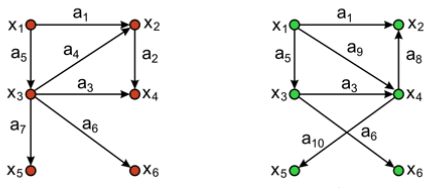 x₁ a₁ x₂ x₁ a₁ x₂
a₅ a₄ a₂ a₅ a₉ a₈
x₃ a₃ x₄ x₃ a₃ x₄
a₇ a₆ a₁₀ a₆
x₅ x₆ x₅ x₆